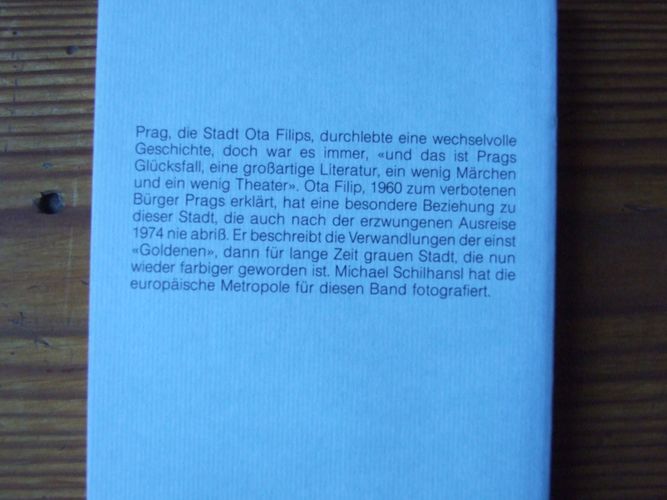 Prag, die Stadt Ota Filips, durchlebte eine wechselvolle
Geschichte, doch war es immer, «und das ist Prags
Glücksfall, eine großartige Literatur, ein wenig Märchen
und ein wenig Theater». Ota Filip, 1960 zum verbotenen
Bürger Prags erklärt, hat eine besondere Beziehung zu
dieser Stadt, die auch nach der erzwungenen Ausreise
1974 nie abriß. Er beschreibt die Verwandlungen der einst
«Goldenen», dann für lange Zeit grauen Stadt, die nun
wieder farbiger geworden ist. Michael Schilhansl hat die
europäische Metropole für diesen Band fotografiert.